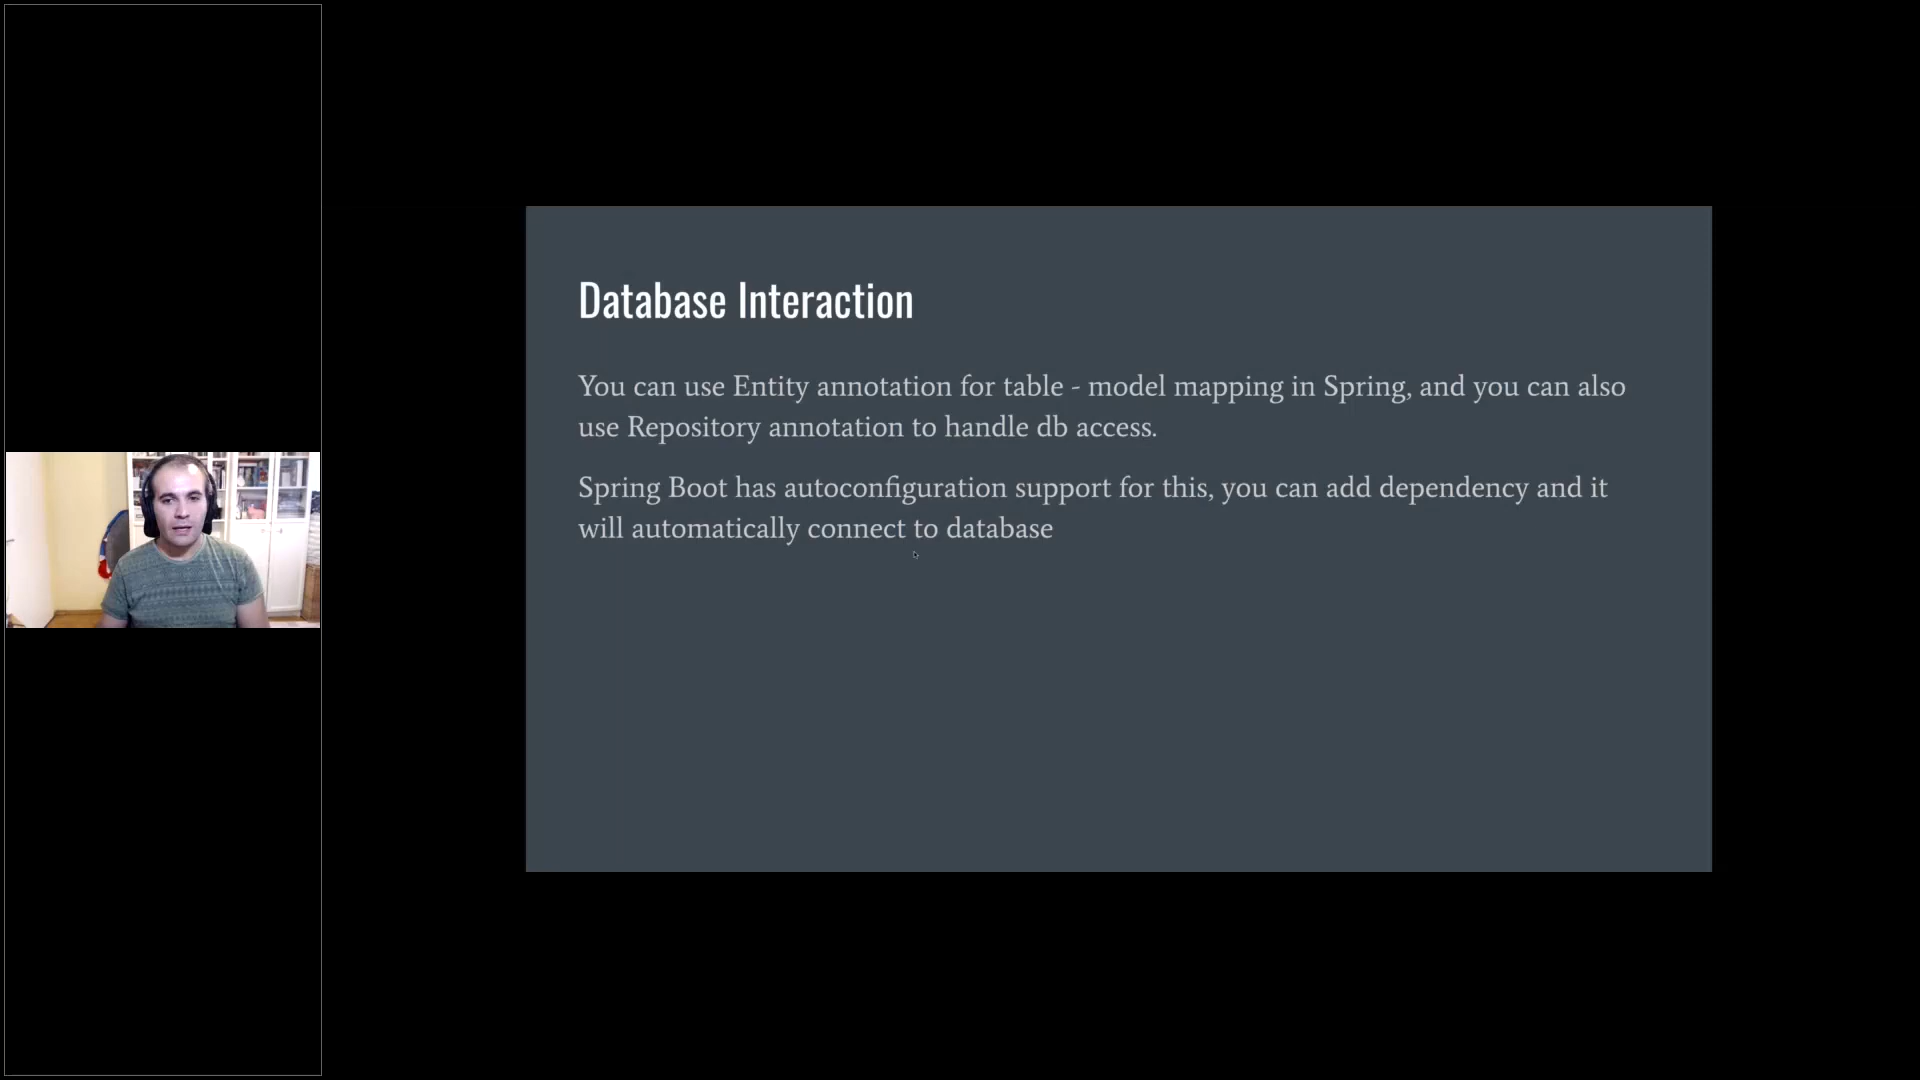 Database Interaction
You can use Entity annotation for table - model mapping in Spring, and you can also
use Repository annotation to handle db access.
Spring Boot has autoconfiguration support for this, you can add dependency and it
will automatically connect to database